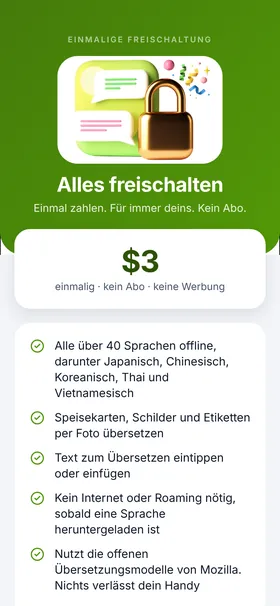 EINMALIGE FREISCHALTUNG
Alles freischalten
Einmal zahlen. Für immer deins. Kein Abo.
$3
einmalig · kein Abo · keine Werbung
Alle über 40 Sprachen offline,
darunter Japanisch, Chinesisch,
Koreanisch, Thai und
Vietnamesisch
Speisekarten, Schilder und Etiketten
per Foto übersetzen
Text zum Übersetzen eintippen
oder einfügen
Kein Internet oder Roaming nötig,
sobald eine Sprache
heruntergeladen ist
Nutzt die offenen
Übersetzungsmodelle von Mozilla.
Nichts verlässt dein Handy